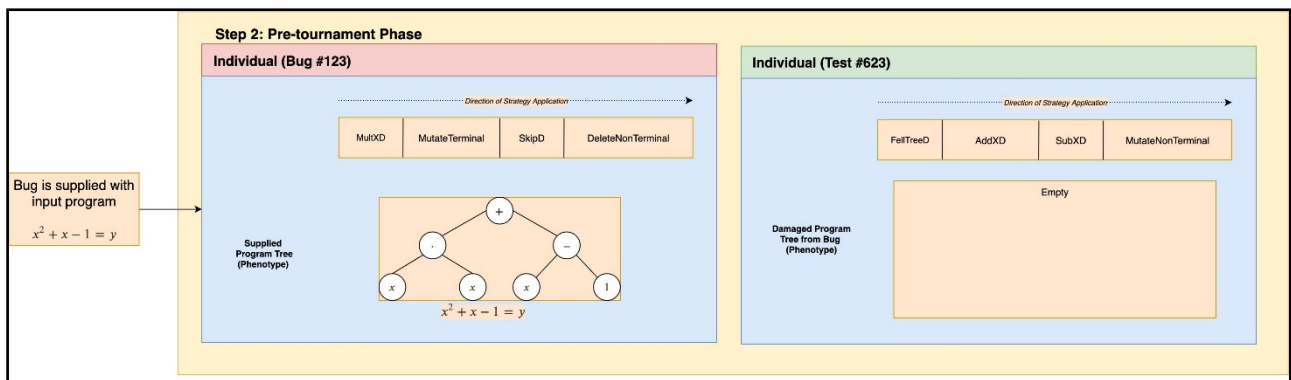 Step 2: Pre-tournament Phase
Individual (Bug #123)
Direction of Strategy Application
MultXD MutateTerminal SkipD DeleteNonTerminal
Bug is supplied with
input program
x² + x − 1 = y
Supplied
Program Tree
(Phenotype)
+
· −
x x x 1
x² + x − 1 = y
Individual (Test #623)
Direction of Strategy Application
FellTreeD AddXD SubXD MutateNonTerminal
Empty
Damaged Program
Tree from Bug
(Phenotype)